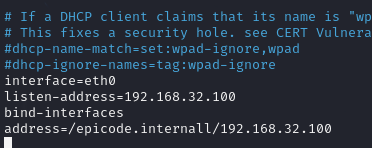 # If a DHCP client claims that its name is "wp
# This fixes a security hole. see CERT Vulnera
#dhcp-name-match=set:wpad-ignore,wpad
#dhcp-ignore-names=tag:wpad-ignore
interface=eth0
listen-address=192.168.32.100
bind-interfaces
address=/epicode.internall/192.168.32.100